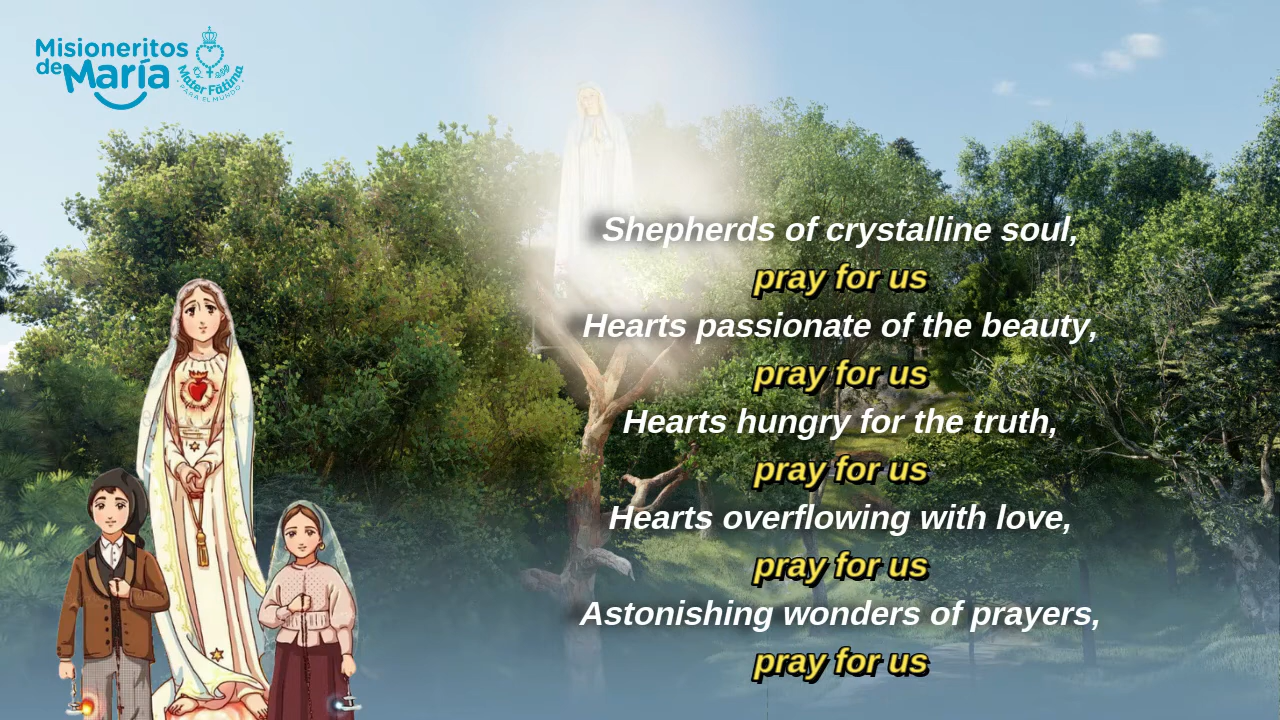 Misioneritos
de María
Mater Fátima
PARA EL MUNDO
Shepherds of crystalline soul,
pray for us
Hearts passionate of the beauty,
pray for us
Hearts hungry for the truth,
pray for us
Hearts overflowing with love,
pray for us
Astonishing wonders of prayers,
pray for us